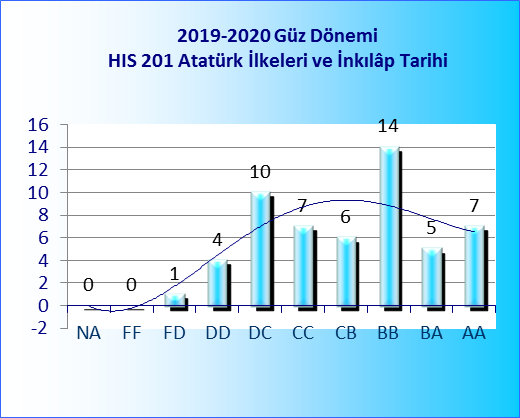 2019-2020 Güz Dönemi
HIS 201 Atatürk İlkeleri ve İnkılâp Tarihi
16
14
12
10
8
6
4
2
0
-2
0 0 1 4 10 7 6 14 5 7
NA FF FD DD DC CC CB BB BA AA